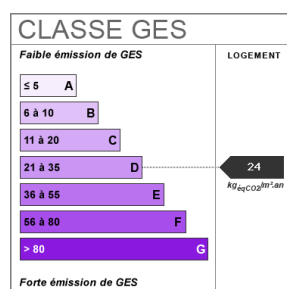 CLASSE GES
Faible émission de GES
LOGEMENT
≤ 5 A
6 à 10 B
11 à 20 C
21 à 35 D
24
kgéqCO2/m².an
36 à 55 E
56 à 80 F
> 80 G
Forte émission de GES